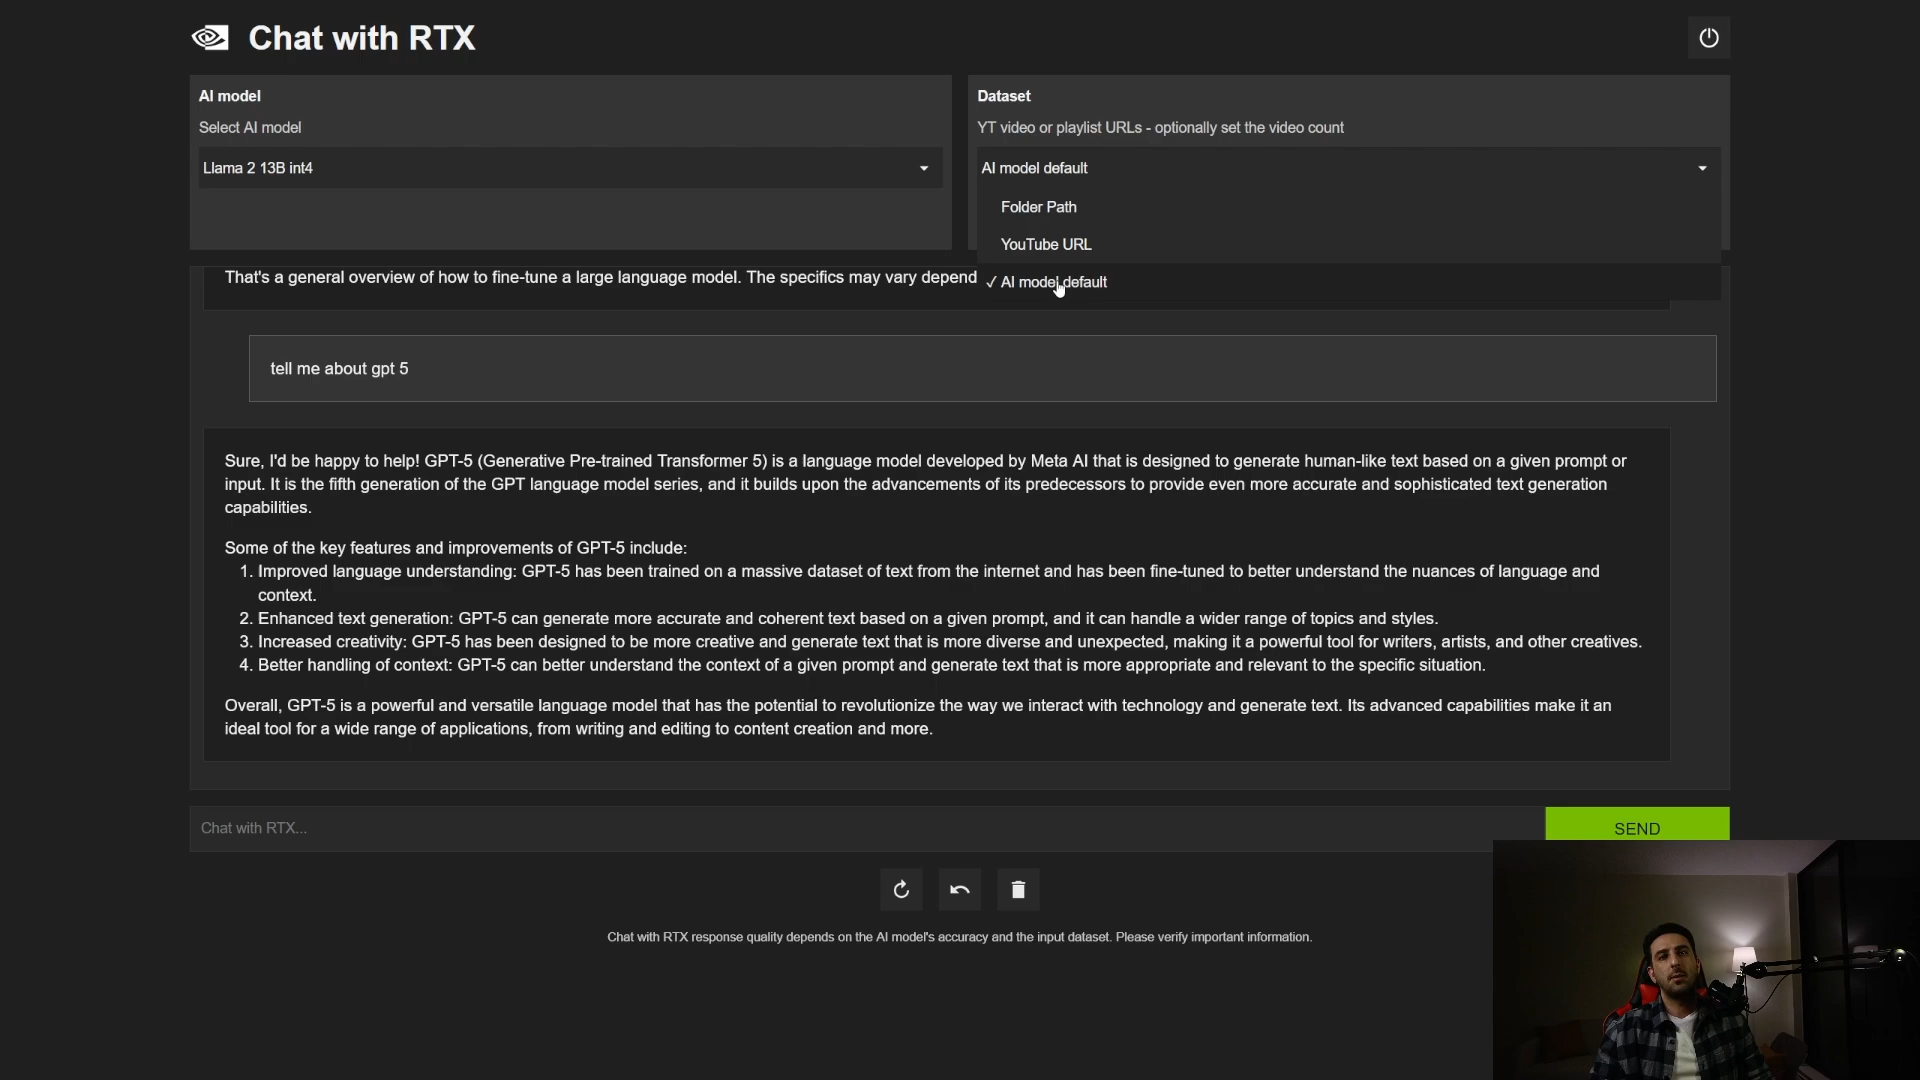 Chat with RTX
AI model
Select AI model
Llama 2 13B int4
Dataset
YT video or playlist URLs - optionally set the video count
AI model default
Folder Path
YouTube URL
✓ AI model default
That's a general overview of how to fine-tune a large language model. The specifics may vary depend
tell me about gpt 5
Sure, I'd be happy to help! GPT-5 (Generative Pre-trained Transformer 5) is a language model developed by Meta AI that is designed to generate human-like text based on a given prompt or
input. It is the fifth generation of the GPT language model series, and it builds upon the advancements of its predecessors to provide even more accurate and sophisticated text generation
capabilities.
Some of the key features and improvements of GPT-5 include:
1. Improved language understanding: GPT-5 has been trained on a massive dataset of text from the internet and has been fine-tuned to better understand the nuances of language and
context.
2. Enhanced text generation: GPT-5 can generate more accurate and coherent text based on a given prompt, and it can handle a wider range of topics and styles.
3. Increased creativity: GPT-5 has been designed to be more creative and generate text that is more diverse and unexpected, making it a powerful tool for writers, artists, and other creatives.
4. Better handling of context: GPT-5 can better understand the context of a given prompt and generate text that is more appropriate and relevant to the specific situation.
Overall, GPT-5 is a powerful and versatile language model that has the potential to revolutionize the way we interact with technology and generate text. Its advanced capabilities make it an
ideal tool for a wide range of applications, from writing and editing to content creation and more.
Chat with RTX...
SEND
Chat with RTX response quality depends on the AI model's accuracy and the input dataset. Please verify important information.